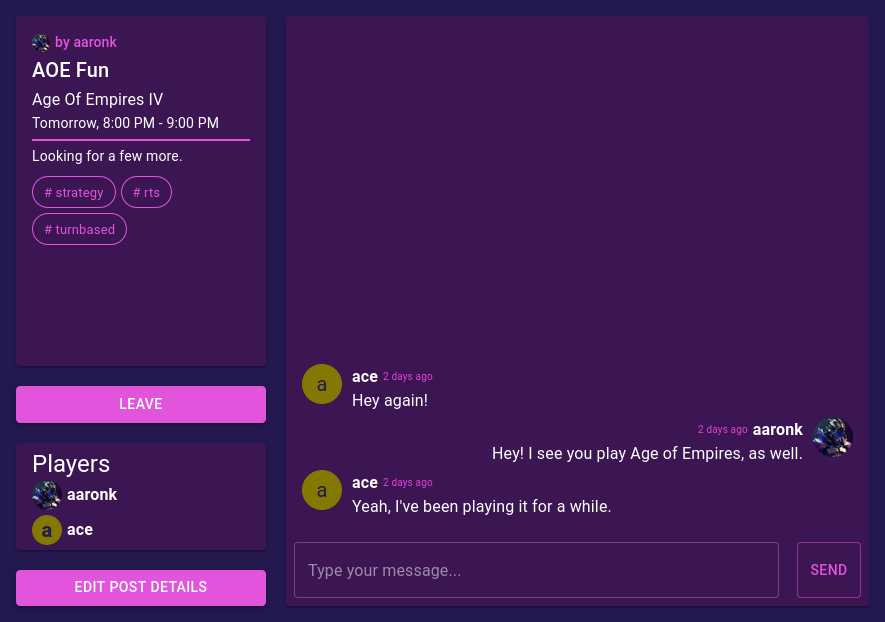 by aaronk
AOE Fun
Age Of Empires IV
Tomorrow, 8:00 PM - 9:00 PM
Looking for a few more.
# strategy # rts
# turnbased
LEAVE
Players
aaronk
a ace
EDIT POST DETAILS
a ace 2 days ago
Hey again!
2 days ago aaronk
Hey! I see you play Age of Empires, as well.
a ace 2 days ago
Yeah, I've been playing it for a while.
Type your message... SEND